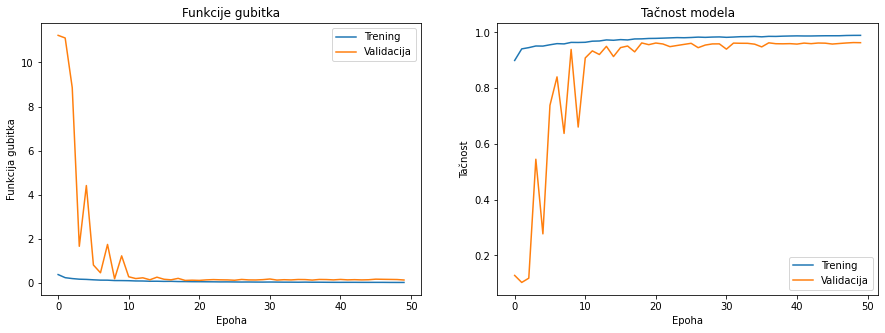 Funkcije gubitka
Funkcija gubitka
10
8
6
4
2
0
0
10
20
30
40
50
Epoha
Trening
Validacija
Tačnost modela
Tačnost
1.0
0.8
0.6
0.4
0.2
0
10
20
30
40
50
Epoha
Trening
Validacija